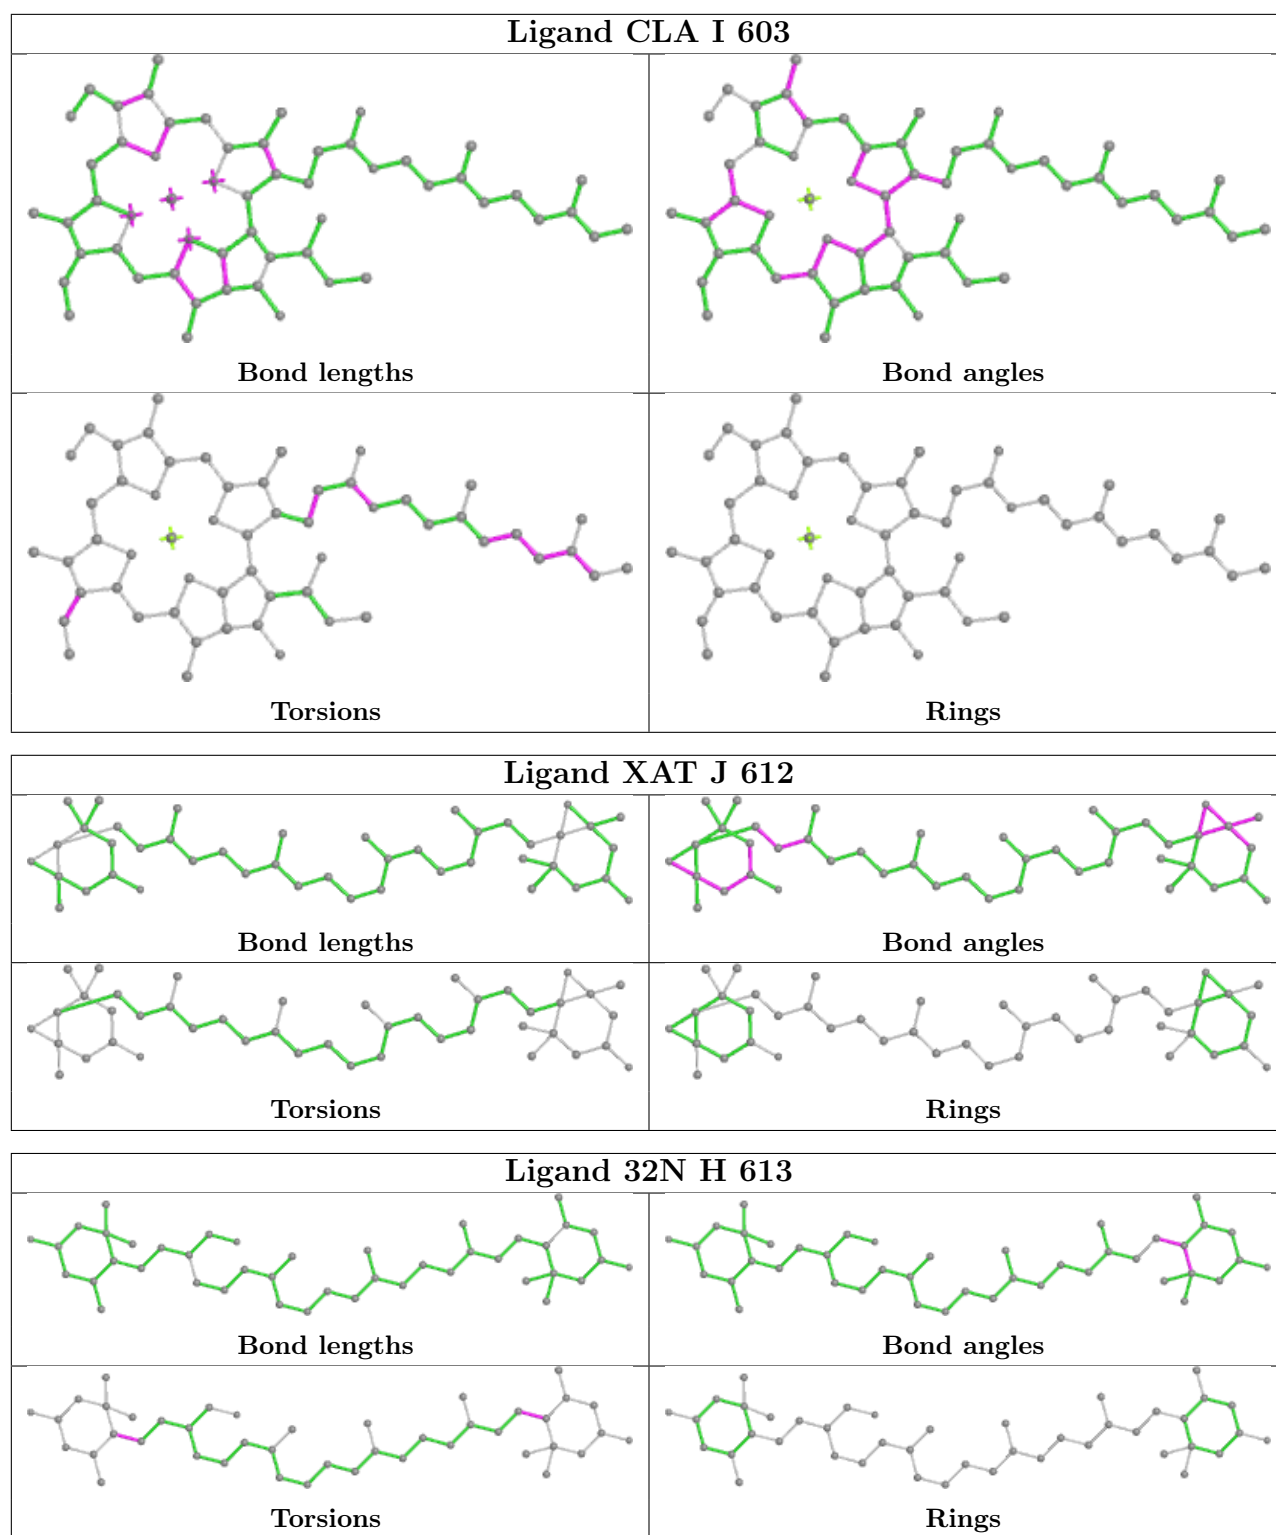 Ligand CLA I 603
Bond lengths
Bond angles
Torsions
Rings
Ligand XAT J 612
Bond lengths
Bond angles
Torsions
Rings
Ligand 32N H 613
Bond lengths
Bond angles
Torsions
Rings